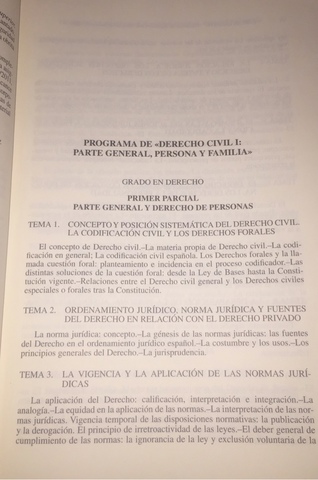 PROGRAMA DE «DERECHO CIVIL I:
PARTE GENERAL, PERSONA Y FAMILIA»
GRADO EN DERECHO
PRIMER PARCIAL
PARTE GENERAL Y DERECHO DE PERSONAS
TEMA 1. CONCEPTO Y POSICIÓN SISTEMÁTICA DEL DERECHO CIVIL.
LA CODIFICACIÓN CIVIL Y LOS DERECHOS FORALES
El concepto de Derecho civil.–La materia propia de Derecho civil.–La codi-
ficación en general; La codificación civil española. Los Derechos forales y la lla-
mada cuestión foral: planteamiento e incidencia en el proceso codificador.–Las
distintas soluciones de la cuestión foral: desde la Ley de Bases hasta la Consti-
tución vigente.–Relaciones entre el Derecho civil general y los Derechos civiles
especiales o forales tras la Constitución.
TEMA 2. ORDENAMIENTO JURÍDICO, NORMA JURÍDICA Y FUENTES
DEL DERECHO EN RELACIÓN CON EL DERECHO PRIVADO
La norma jurídica; concepto.–La génesis de las normas jurídicas: las fuentes
del Derecho en el ordenamiento jurídico español.–La costumbre y los usos.–Los
principios generales del Derecho.–La jurisprudencia.
TEMA 3. LA VIGENCIA Y LA APLICACIÓN DE LAS NORMAS JURÍ-
DICAS
La aplicación del Derecho: calificación, interpretación e integración.–La
analogía.–La equidad en la aplicación de las normas.–La interpretación de las nor-
mas jurídicas. Vigencia temporal de las disposiciones normativas: la publicación
y la derogación. El principio de irretroactividad de las leyes.–El deber general de
cumplimiento de las normas: la ignorancia de la ley y exclusión voluntaria de la